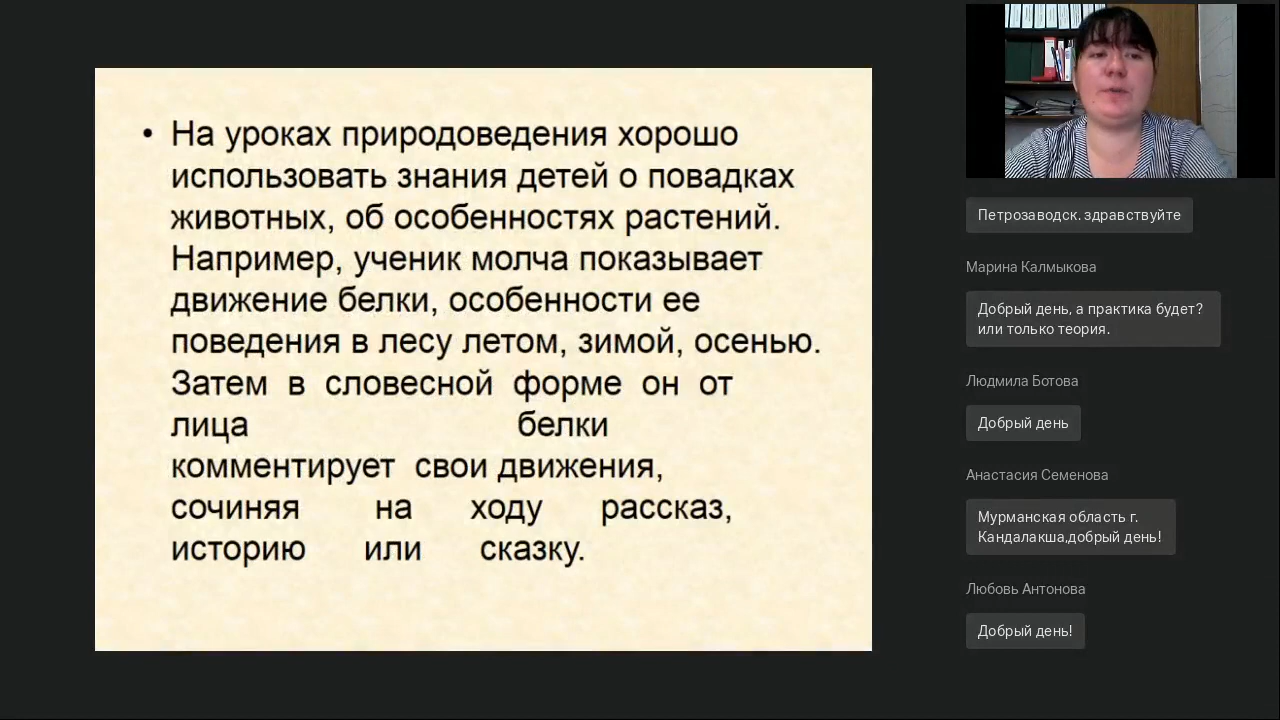 • На уроках природоведения хорошо
использовать знания детей о повадках
животных, об особенностях растений.
Например, ученик молча показывает
движение белки, особенности ее
поведения в лесу летом, зимой, осенью.
Затем в словесной форме он от
лица белки
комментирует свои движения,
сочиняя на ходу рассказ,
историю или сказку.
Петрозаводск. здравствуйте
Марина Калмыкова
Добрый день, а практика будет?
или только теория.
Людмила Ботова
Добрый день
Анастасия Семенова
Мурманская область г.
Кандалакша,добрый день!
Любовь Антонова
Добрый день!